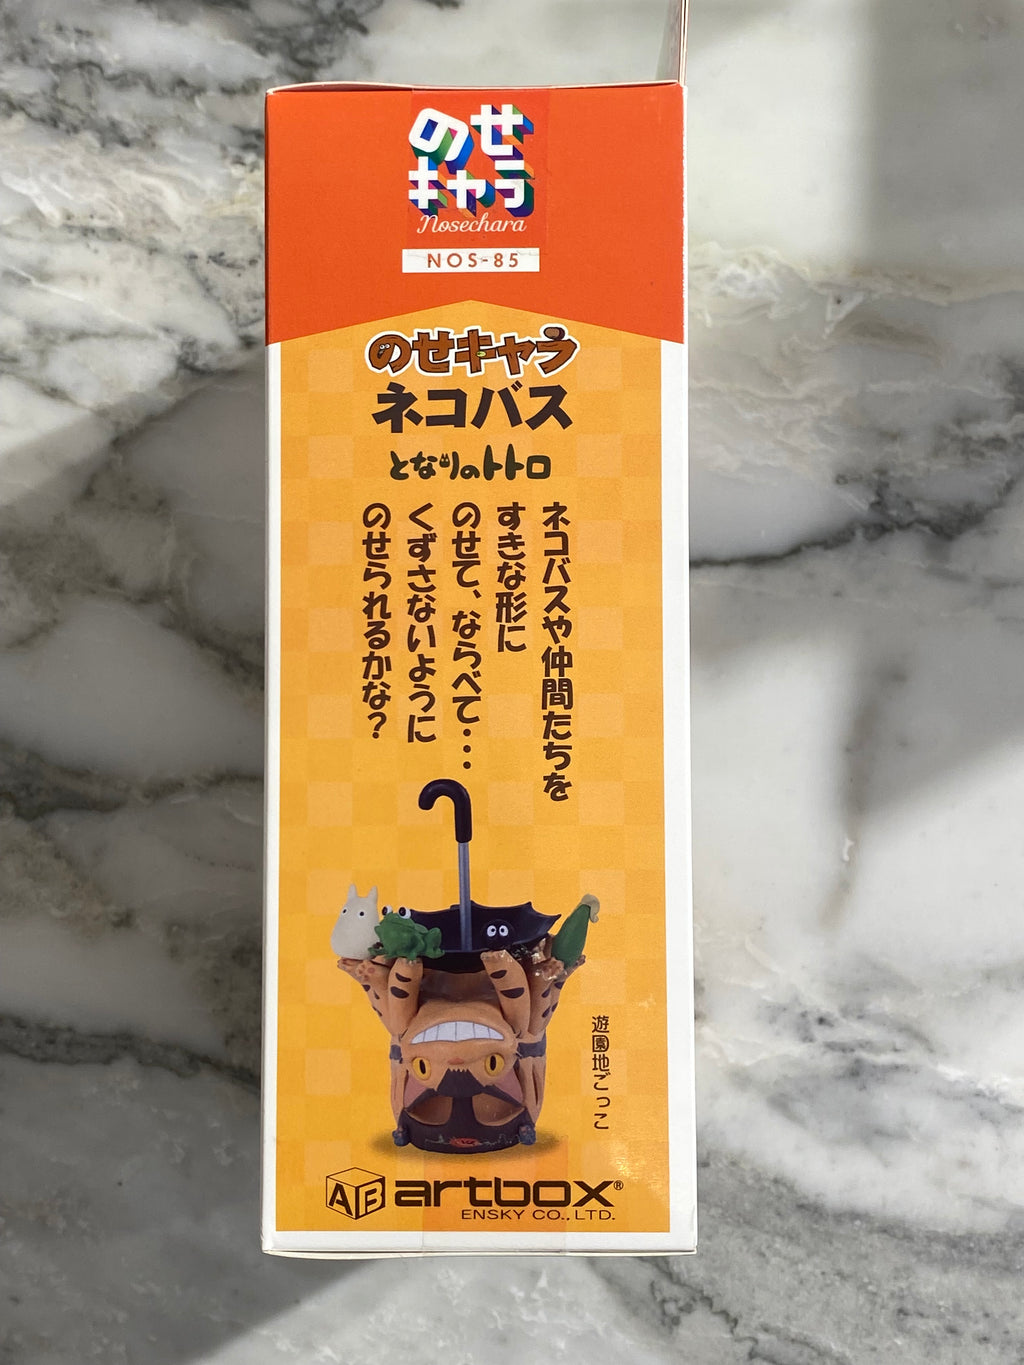 のせ
キャラ
Nosechara
NOS-85
のせキャラ
ネコバス
となりのトトロ
ネコバスや仲間たちを
すきな形に
のせて、ならべて・・・
くずさないように
のせられるかな?
遊園地ごっこ
AB artbox®
ENSKY CO., LTD.